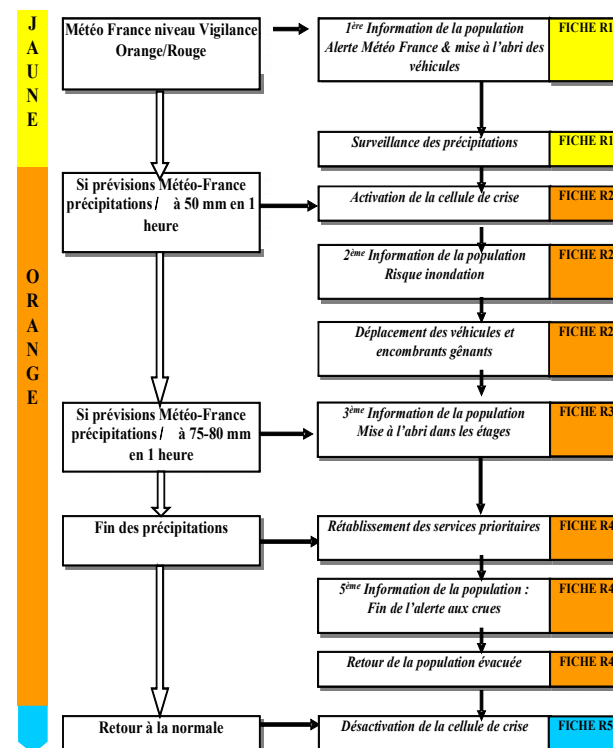 JAUNE
Météo France niveau Vigilance
Orange/Rouge
1ère Information de la population
Alerte Météo France & mise à l'abri des
véhicules
FICHE R1
Surveillance des précipitations
FICHE R1
ORANGE
Si prévisions Météo-France
précipitations / à 50 mm en 1
heure
Activation de la cellule de crise
FICHE R2
2ème Information de la population
Risque inondation
FICHE R2
Déplacement des véhicules et
encombrants gênants
FICHE R2
Si prévisions Météo-France
précipitations / à 75-80 mm
en 1 heure
3ème Information de la population
Mise à l'abri dans les étages
FICHE R3
Fin des précipitations
Rétablissement des services prioritaires
FICHE R4
5ème Information de la population :
Fin de l'alerte aux crues
FICHE R4
Retour de la population évacuée
FICHE R4
Retour à la normale
Désactivation de la cellule de crise
FICHE R5